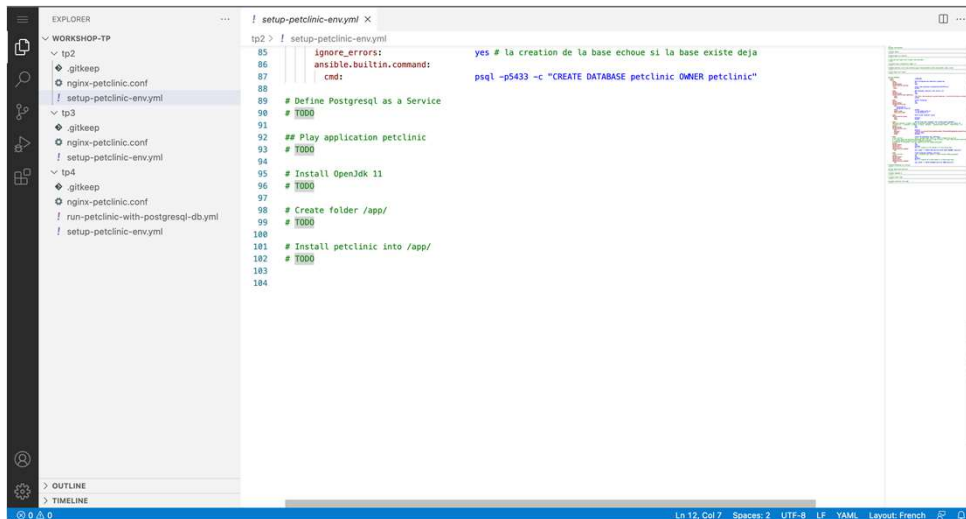 EXPLORER
WORKSHOP-TP
tp2
.gitkeep
nginx-petclinic.conf
! setup-petclinic-env.yml
tp3
.gitkeep
nginx-petclinic.conf
! setup-petclinic-env.yml
tp4
.gitkeep
nginx-petclinic.conf
! run-petclinic-with-postgresql-db.yml
! setup-petclinic-env.yml
OUTLINE
TIMELINE
! setup-petclinic-env.yml ×
tp2 > ! setup-petclinic-env.yml
85 ignore_errors: yes # la creation de la base echoue si la base existe deja
86 ansible.builtin.command:
87 cmd: psql -p5433 -c "CREATE DATABASE petclinic OWNER petclinic"
88
89 # Define Postgresql as a Service
90 # TODO
91
92 ## Play application petclinic
93 # TODO
94
95 # Install OpenJdk 11
96 # TODO
97
98 # Create folder /app/
99 # TODO
100
101 # Install petclinic into /app/
102 # TODO
103
104
0 0 Ln 12, Col 7 Spaces: 2 UTF-8 LF YAML Layout: French